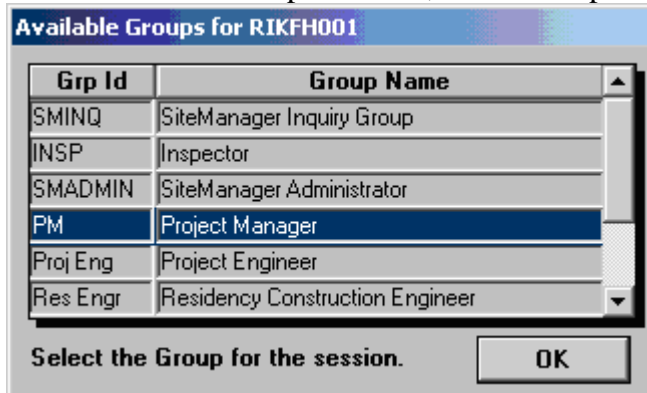 Available Groups for RIKFH001
Grp Id Group Name
SMINQ SiteManager Inquiry Group
INSP Inspector
SMADMIN SiteManager Administrator
PM Project Manager
Proj Eng Project Engineer
Res Engr Residency Construction Engineer
Select the Group for the session. OK